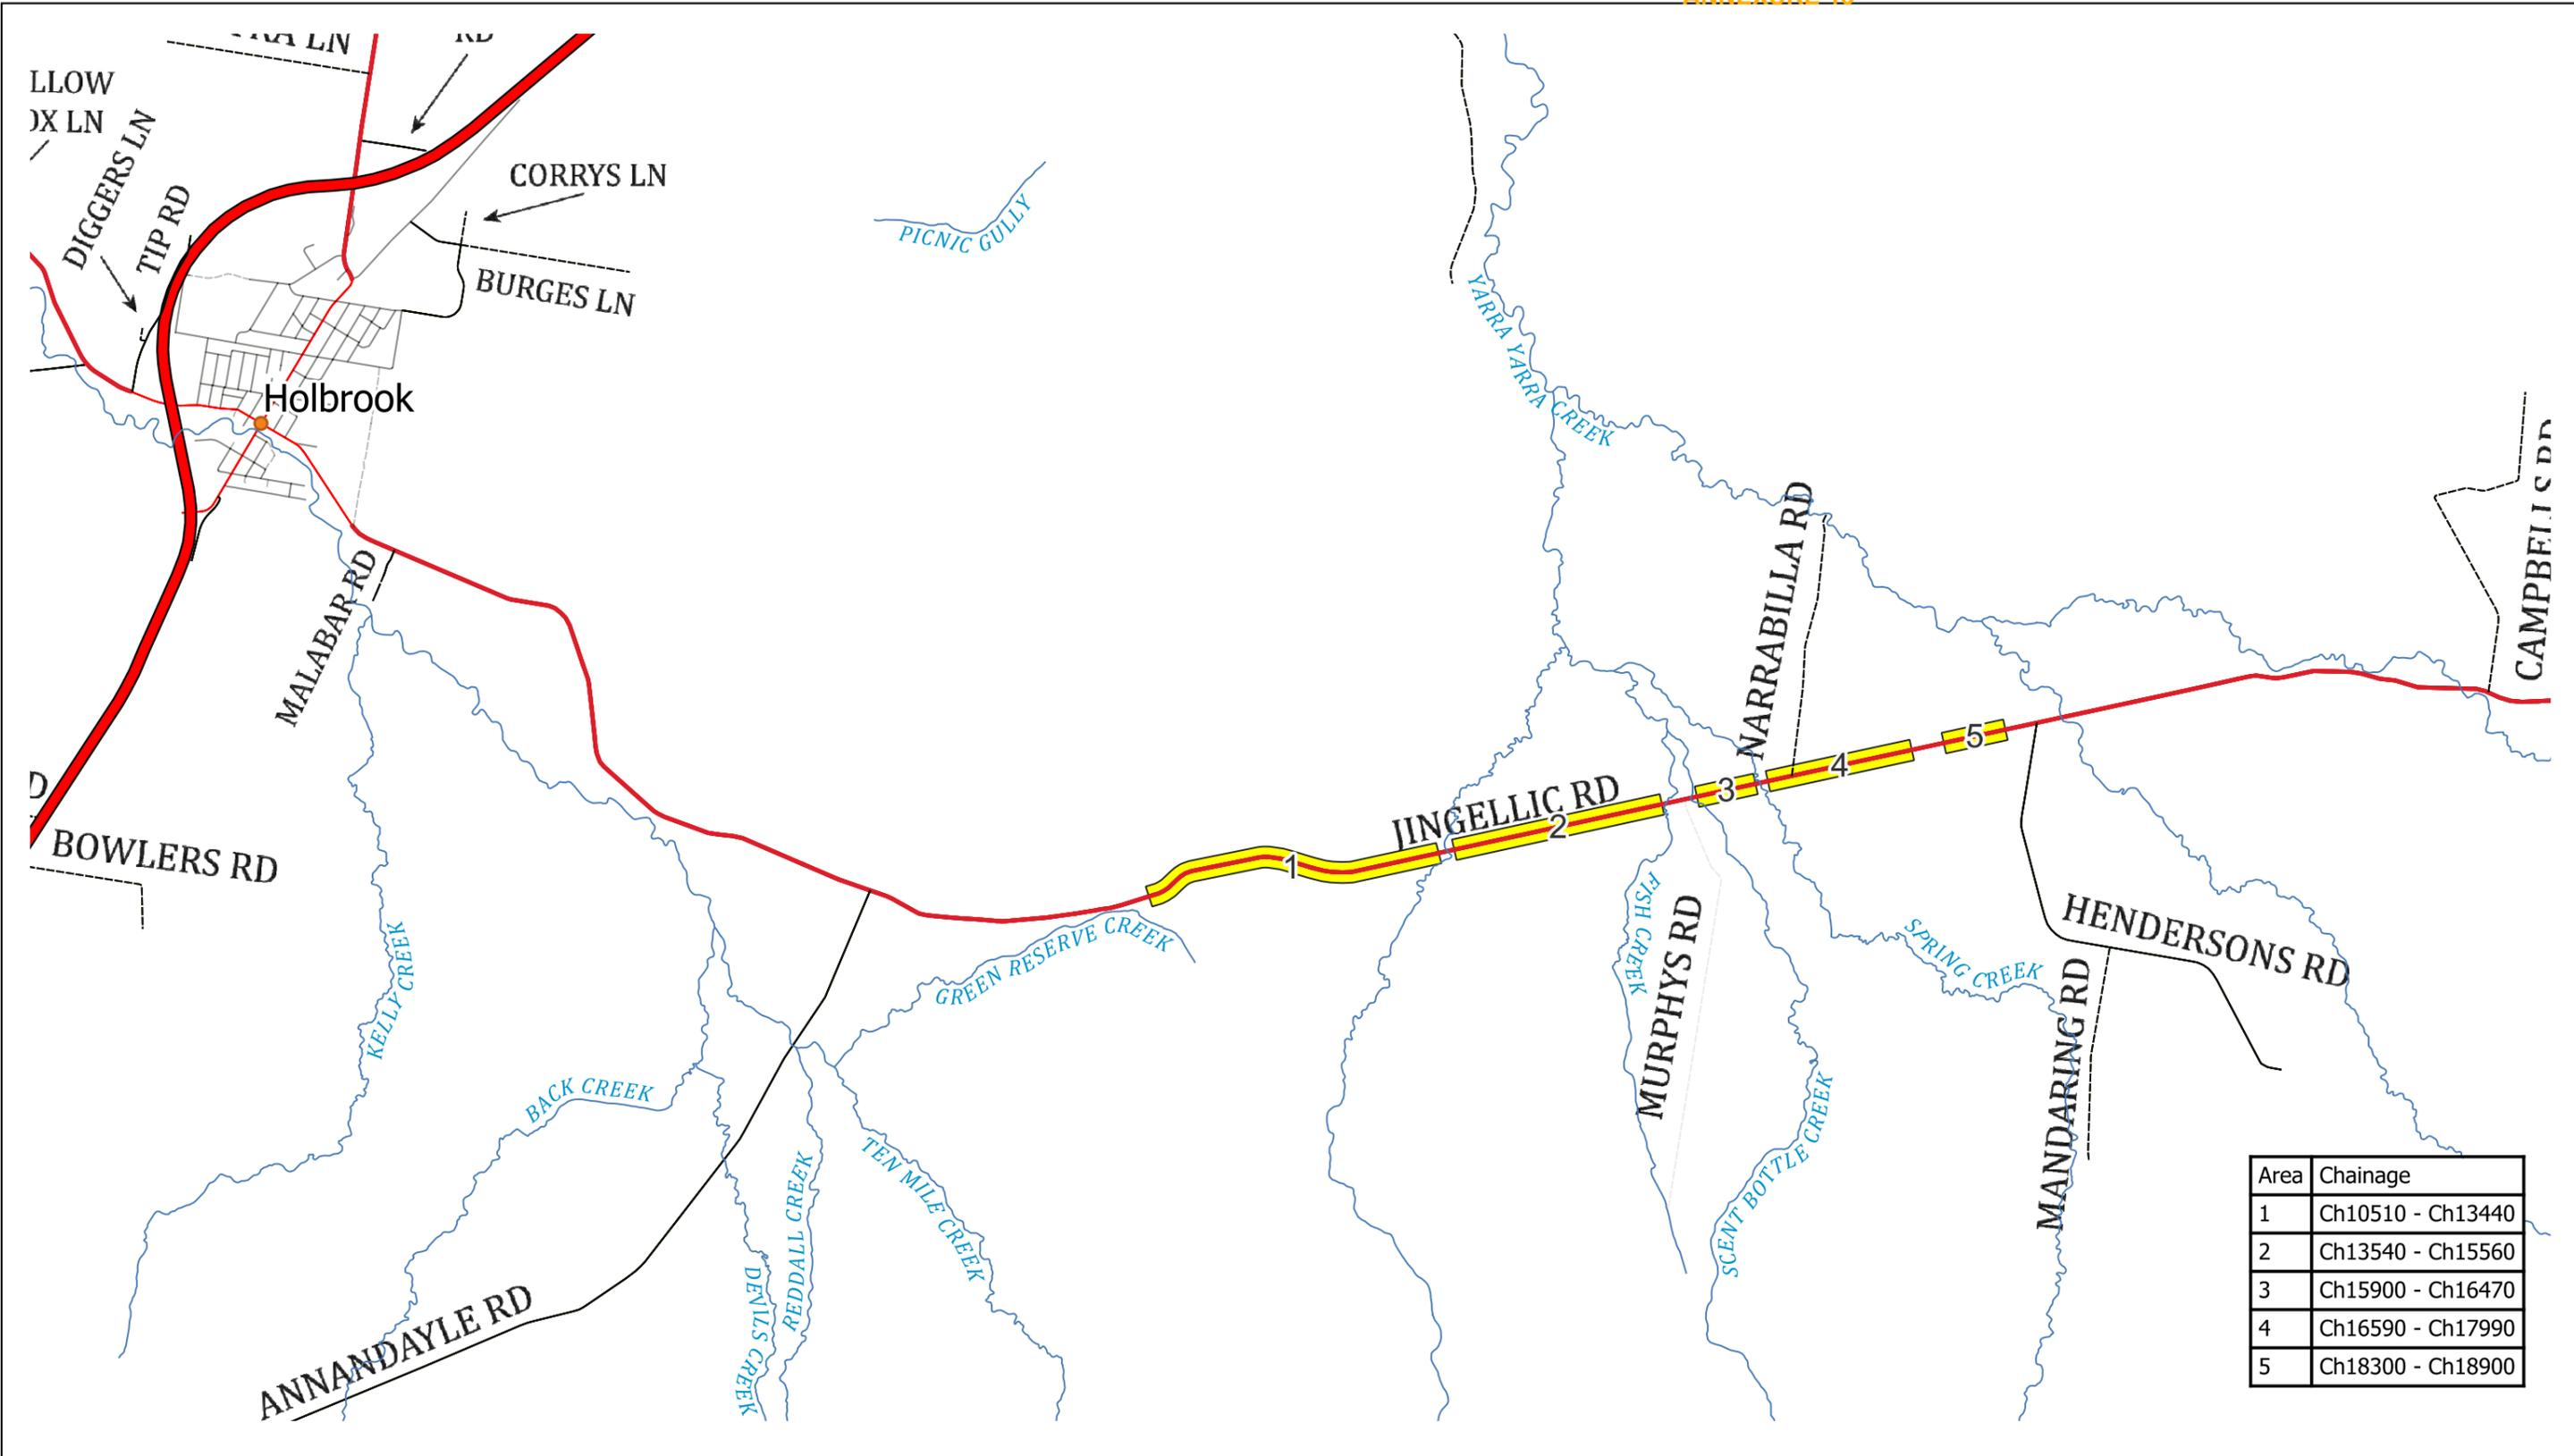 RD
LLOW
LN
DIGGERS LN
TIP RD
CORRYS LN
BURGES LN
PICNIC GULLY
YARRA YARRA CREEK
Holbrook
MALABAR RD
NARRABILLA RD
BOWLERS RD
JINGELLIC RD
1
2
3
4
5
KELLY CREEK
GREEN RESERVE CREEK
FISH CREEK
MURPHYS RD
SPRING CREEK
HENDERSONS RD
MANDARING RD
BACK CREEK
TEN MILE CREEK
REDDALL CREEK
DEVILS CREEK
SCENT BOTTLE CREEK
ANNANDAYLE RD
Area Chainage
1 Ch10510 - Ch13440
2 Ch13540 - Ch15560
3 Ch15900 - Ch16470
4 Ch16590 - Ch17990
5 Ch18300 - Ch18900